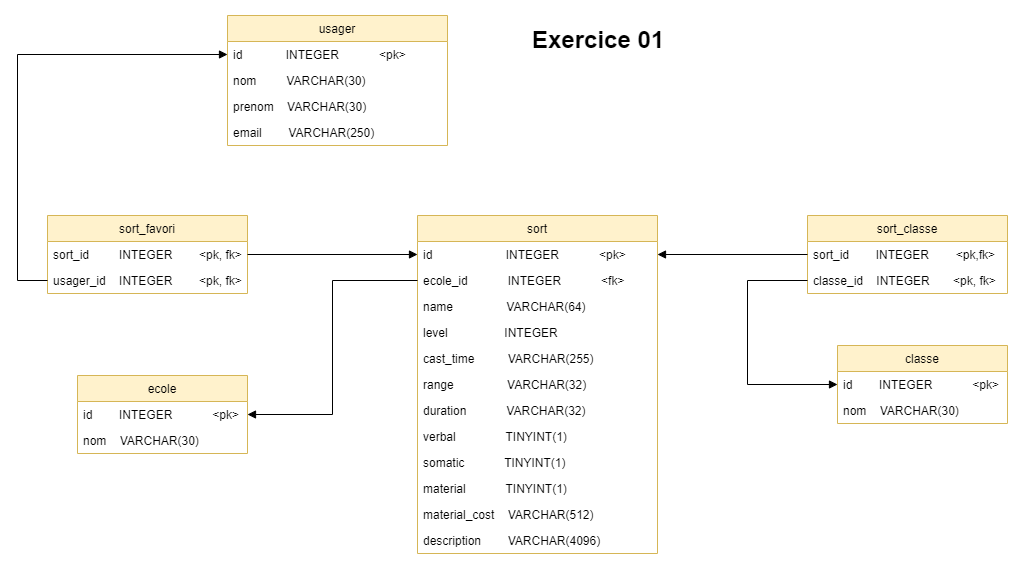 Exercice 01
usager
id INTEGER <pk>
nom VARCHAR(30)
prenom VARCHAR(30)
email VARCHAR(250)
sort_favori
sort_id INTEGER <pk, fk>
usager_id INTEGER <pk, fk>
sort
id INTEGER <pk>
ecole_id INTEGER <fk>
name VARCHAR(64)
level INTEGER
cast_time VARCHAR(255)
range VARCHAR(32)
duration VARCHAR(32)
verbal TINYINT(1)
somatic TINYINT(1)
material TINYINT(1)
material_cost VARCHAR(512)
description VARCHAR(4096)
sort_classe
sort_id INTEGER <pk,fk>
classe_id INTEGER <pk, fk>
ecole
id INTEGER <pk>
nom VARCHAR(30)
classe
id INTEGER <pk>
nom VARCHAR(30)